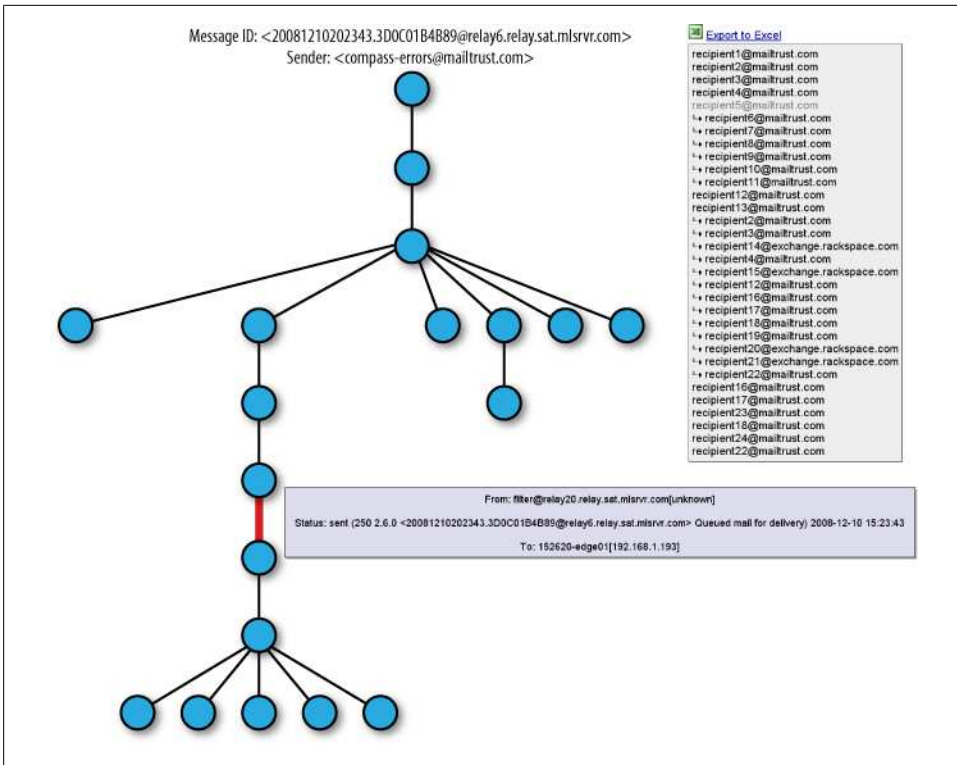 Message ID: <20081210202343.3D0C01B4B89@relay6.relay.sat.mlsrvr.com>
Sender: <compass-errors@mailtrust.com>
Export to Excel
recipient1@mailtrust.com
recipient2@mailtrust.com
recipient3@mailtrust.com
recipient4@mailtrust.com
recipient5@mailtrust.com
↳ recipient6@mailtrust.com
↳ recipient7@mailtrust.com
↳ recipient8@mailtrust.com
↳ recipient9@mailtrust.com
↳ recipient10@mailtrust.com
↳ recipient11@mailtrust.com
recipient12@mailtrust.com
recipient13@mailtrust.com
↳ recipient2@mailtrust.com
↳ recipient3@mailtrust.com
↳ recipient14@exchange.rackspace.com
↳ recipient4@mailtrust.com
↳ recipient15@exchange.rackspace.com
↳ recipient12@mailtrust.com
↳ recipient16@mailtrust.com
↳ recipient17@mailtrust.com
↳ recipient18@mailtrust.com
↳ recipient19@mailtrust.com
↳ recipient20@exchange.rackspace.com
↳ recipient21@exchange.rackspace.com
↳ recipient22@mailtrust.com
recipient16@mailtrust.com
recipient17@mailtrust.com
recipient23@mailtrust.com
recipient18@mailtrust.com
recipient24@mailtrust.com
recipient22@mailtrust.com
From: filter@relay20.relay.sat.mlsrvr.com[unknown]
Status: sent (250 2.6.0 <20081210202343.3D0C01B4B89@relay6.relay.sat.mlsrvr.com> Queued mail for delivery) 2008-12-10 15:23:43
To: 152620-edge01[192.168.1.193]